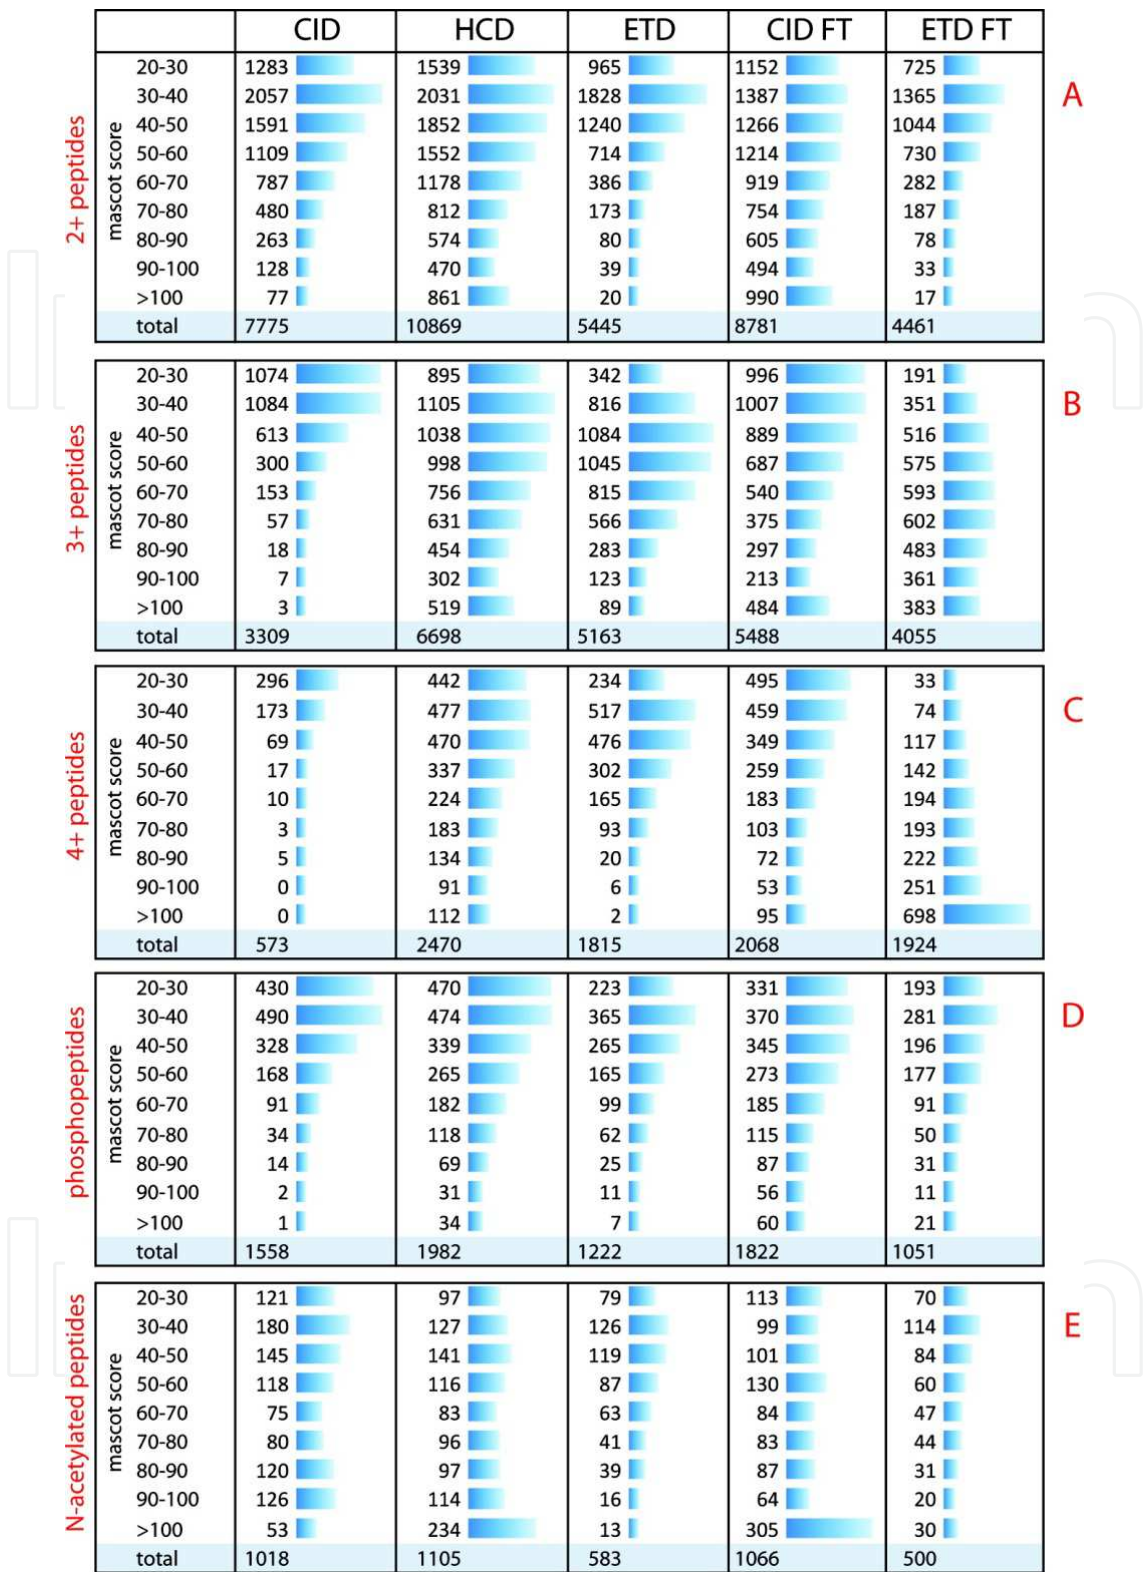 CID HCD ETD CID FT ETD FT
A
2+ peptides
mascot score
20-30 1283 1539 965 1152 725
30-40 2057 2031 1828 1387 1365
40-50 1591 1852 1240 1266 1044
50-60 1109 1552 714 1214 730
60-70 787 1178 386 919 282
70-80 480 812 173 754 187
80-90 263 574 80 605 78
90-100 128 470 39 494 33
>100 77 861 20 990 17
total 7775 10869 5445 8781 4461
B
3+ peptides
mascot score
20-30 1074 895 342 996 191
30-40 1084 1105 816 1007 351
40-50 613 1038 1084 889 516
50-60 300 998 1045 687 575
60-70 153 756 815 540 593
70-80 57 631 566 375 602
80-90 18 454 283 297 483
90-100 7 302 123 213 361
>100 3 519 89 484 383
total 3309 6698 5163 5488 4055
C
4+ peptides
mascot score
20-30 296 442 234 495 33
30-40 173 477 517 459 74
40-50 69 470 476 349 117
50-60 17 337 302 259 142
60-70 10 224 165 183 194
70-80 3 183 93 103 193
80-90 5 134 20 72 222
90-100 0 91 6 53 251
>100 0 112 2 95 698
total 573 2470 1815 2068 1924
D
phosphopeptides
mascot score
20-30 430 470 223 331 193
30-40 490 474 365 370 281
40-50 328 339 265 345 196
50-60 168 265 165 273 177
60-70 91 182 99 185 91
70-80 34 118 62 115 50
80-90 14 69 25 87 31
90-100 2 31 11 56 11
>100 1 34 7 60 21
total 1558 1982 1222 1822 1051
E
N-acetylated peptides
mascot score
20-30 121 97 79 113 70
30-40 180 127 126 99 114
40-50 145 141 119 101 84
50-60 118 116 87 130 60
60-70 75 83 63 84 47
70-80 80 96 41 83 44
80-90 120 97 39 87 31
90-100 126 114 16 64 20
>100 53 234 13 305 30
total 1018 1105 583 1066 500